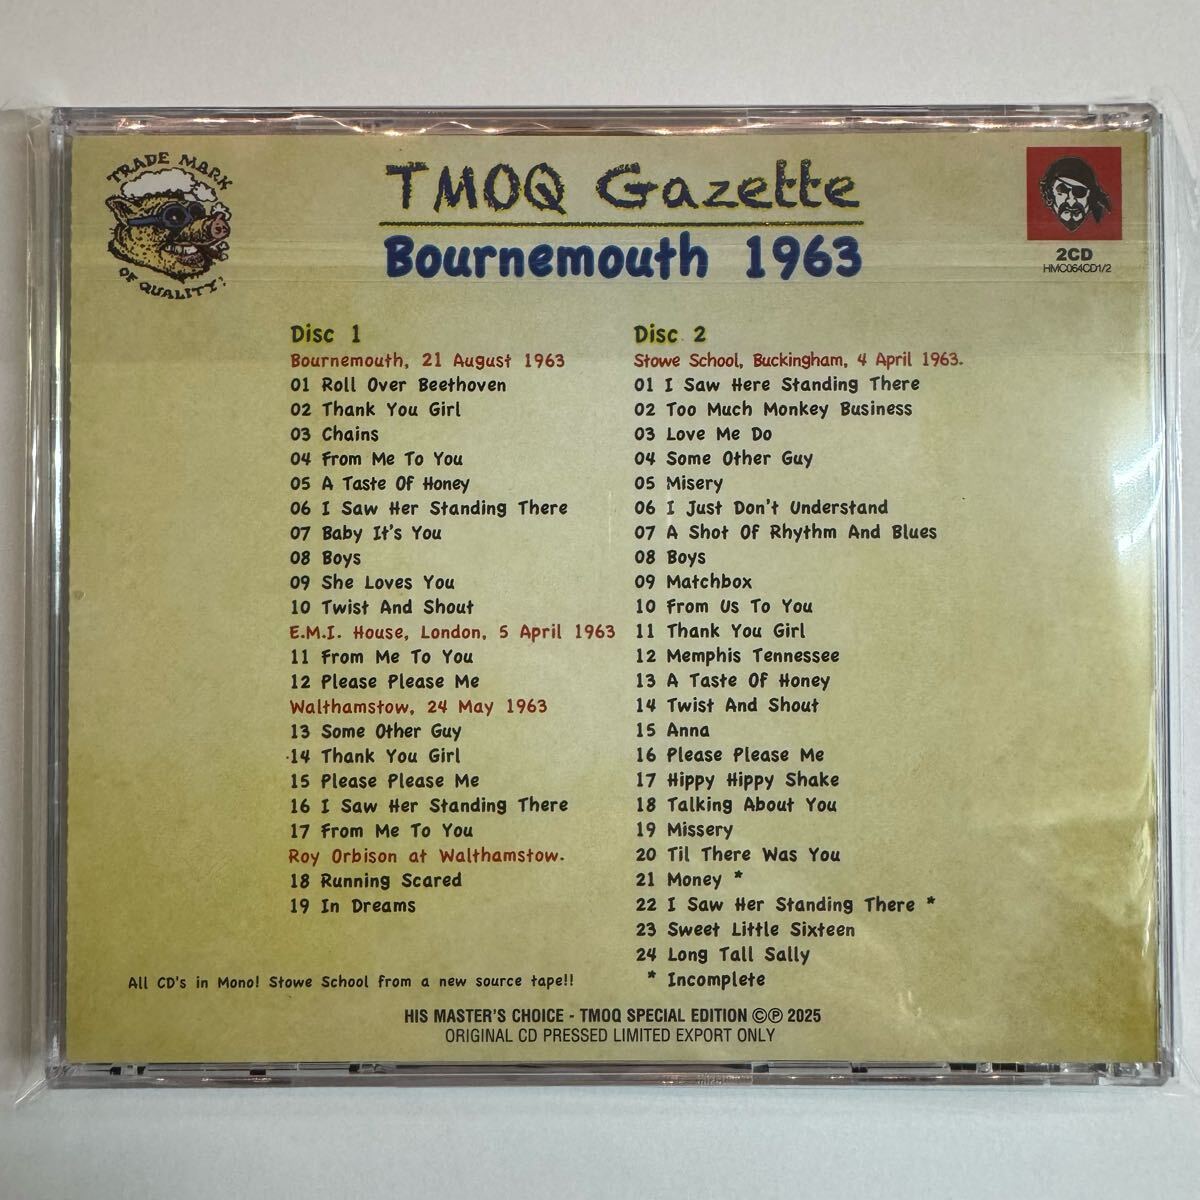 TRADE MARK
OF QUALITY!
TMOQ Gazette
Bournemouth 1963
2CD
HMC064CD1/2
Disc 1
Bournemouth, 21 August 1963
01 Roll Over Beethoven
02 Thank You Girl
03 Chains
04 From Me To You
05 A Taste Of Honey
06 I Saw Her Standing There
07 Baby It's You
08 Boys
09 She Loves You
10 Twist And Shout
E.M.I. House, London, 5 April 1963
11 From Me To You
12 Please Please Me
Walthamstow, 24 May 1963
13 Some Other Guy
14 Thank You Girl
15 Please Please Me
16 I Saw Her Standing There
17 From Me To You
Roy Orbison at Walthamstow.
18 Running Scared
19 In Dreams
Disc 2
Stowe School, Buckingham, 4 April 1963.
01 I Saw Here Standing There
02 Too Much Monkey Business
03 Love Me Do
04 Some Other Guy
05 Misery
06 I Just Don't Understand
07 A Shot Of Rhythm And Blues
08 Boys
09 Matchbox
10 From Us To You
11 Thank You Girl
12 Memphis Tennessee
13 A Taste Of Honey
14 Twist And Shout
15 Anna
16 Please Please Me
17 Hippy Hippy Shake
18 Talking About You
19 Missery
20 Til There Was You
21 Money *
22 I Saw Her Standing There *
23 Sweet Little Sixteen
24 Long Tall Sally
* Incomplete
All CD's in Mono! Stowe School from a new source tape!!
HIS MASTER'S CHOICE - TMOQ SPECIAL EDITION ©℗ 2025
ORIGINAL CD PRESSED LIMITED EXPORT ONLY